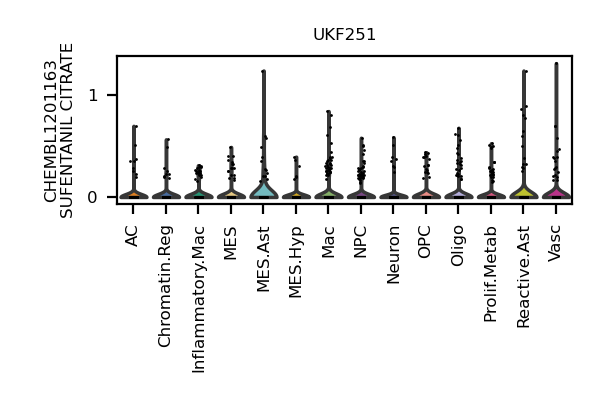 UKF251
CHEMBL1201163
SUFENTANIL CITRATE
1
0
AC
Chromatin.Reg
Inflammatory.Mac
MES
MES.Ast
MES.Hyp
Mac
NPC
Neuron
OPC
Oligo
Prolif.Metab
Reactive.Ast
Vasc